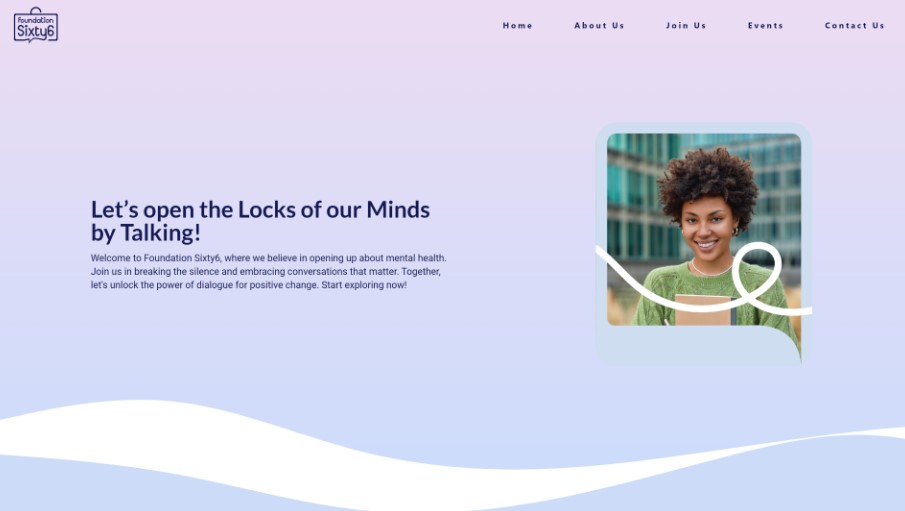 foundation
Sixty6
Home About Us Join Us Events Contact Us
Let's open the Locks of our Minds
by Talking!
Welcome to Foundation Sixty6, where we believe in opening up about mental health.
Join us in breaking the silence and embracing conversations that matter. Together,
let's unlock the power of dialogue for positive change. Start exploring now!